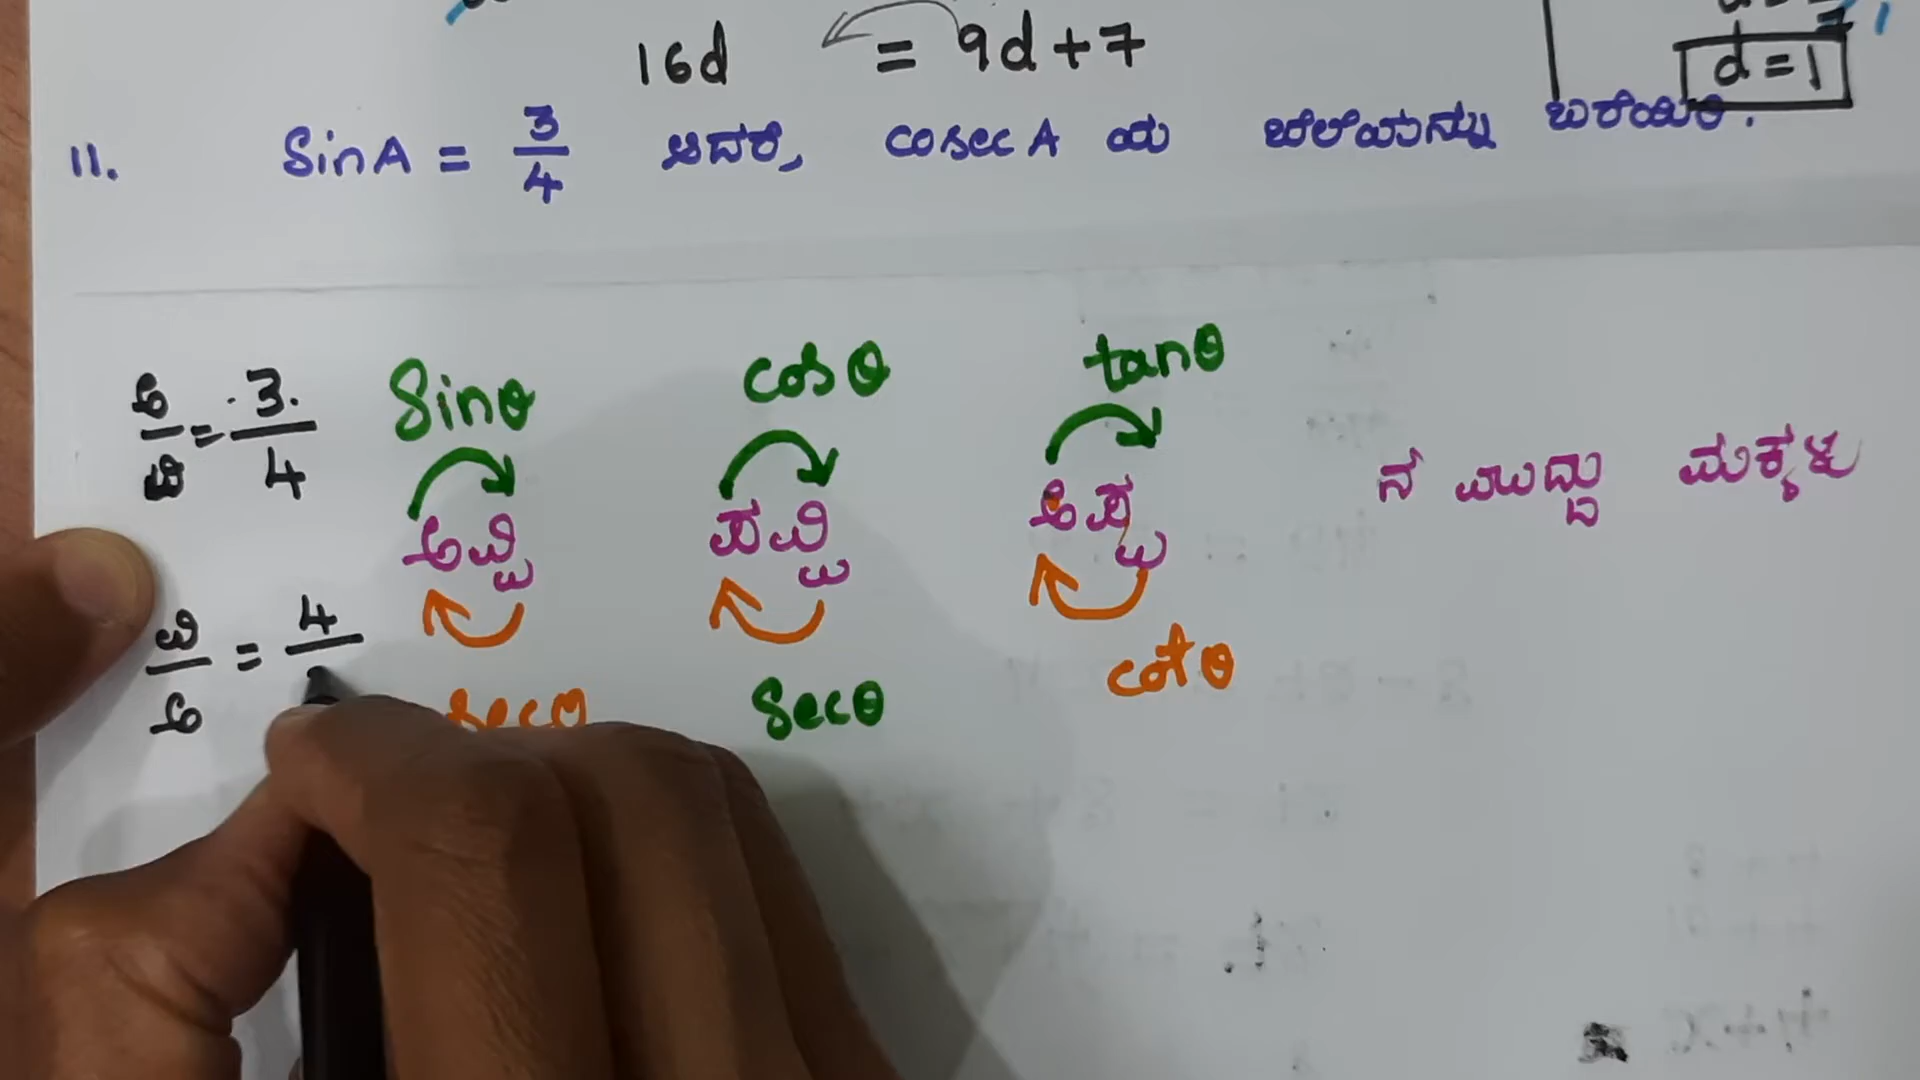 16d = 9d+7
d=1
11. SinA = 3/4 ಆದರೆ, cosec A ಯ ಬೆಲೆಯನ್ನು ಬರೆಯಿರಿ.
Sinθ cosθ tanθ
ಅ/ವಿ = 3/4
ಅವ್ವಿ ಪವ್ವಿ ಅಪ್ಪು ನ ಮುದ್ದು ಮಕ್ಕಳು
ವಿ/ಅ = 4/
Secθ cotθ